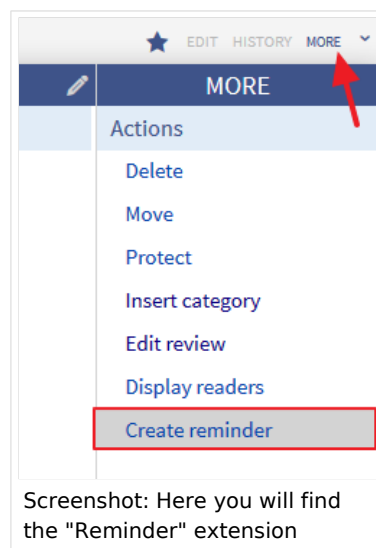 EDIT HISTORY MORE
MORE
Actions
Delete
Move
Protect
Insert category
Edit review
Display readers
Create reminder
Screenshot: Here you will find
the "Reminder" extension